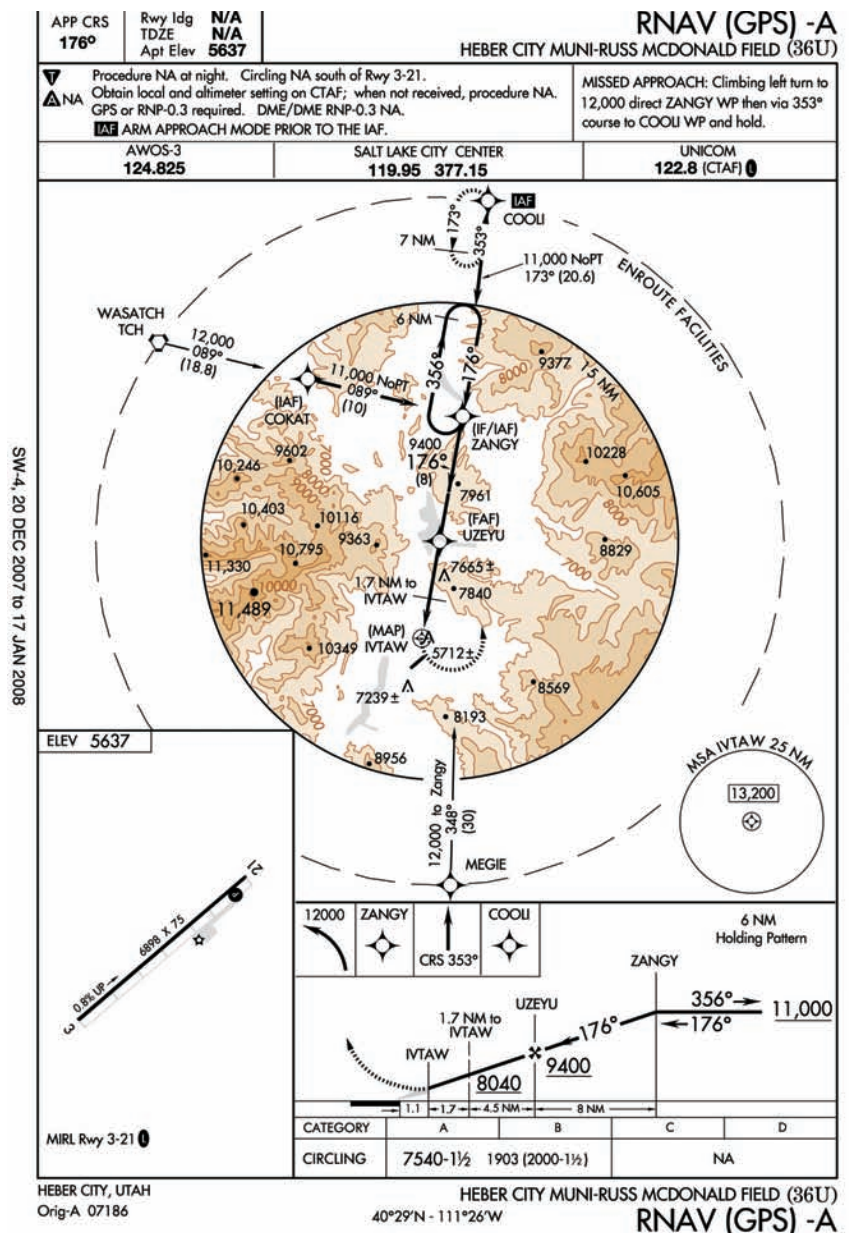 APP CRS
176°
Rwy ldg N/A
TDZE N/A
Apt Elev 5637
RNAV (GPS) -A
HEBER CITY MUNI-RUSS MCDONALD FIELD (36U)
T
A NA
Procedure NA at night. Circling NA south of Rwy 3-21.
Obtain local and altimeter setting on CTAF; when not received, procedure NA.
GPS or RNP-0.3 required. DME/DME RNP-0.3 NA.
IAF ARM APPROACH MODE PRIOR TO THE IAF.
MISSED APPROACH: Climbing left turn to
12,000 direct ZANGY WP then via 353°
course to COOLI WP and hold.
AWOS-3
124.825
SALT LAKE CITY CENTER
119.95 377.15
UNICOM
122.8 (CTAF) L
IAF
COOLI
173°
353°
7 NM
11,000 NoPT
173° (20.6)
ENROUTE FACILITIES
WASATCH
TCH
12,000
089°
(18.8)
6 NM
356°
176°
9377
8000
15 NM
11,000 NoPT
089°
(10)
(IAF)
COKAT
(IF/IAF)
ZANGY
9400
176°
(8)
7000
8000
9000
9602
10,246
10228
10,605
7961
10,403
10116
9363
(FAF)
UZEYU
8000
8829
11,330
10,795
7665±
7000
10000
11,489
1.7 NM to
IVTAW
7840
(MAP)
IVTAW
10349
5712±
7239±
8569
7000
8193
8956
12,000 to Zangy
348°
(30)
MEGIE
MSA IVTAW 25 NM
13,200
SW-4, 20 DEC 2007 to 17 JAN 2008
ELEV 5637
21
6898 X 75
0.8% UP
3
MIRL Rwy 3-21 L
12000
ZANGY
CRS 353°
COOLI
6 NM
Holding Pattern
ZANGY
356°
176°
11,000
UZEYU
176°
1.7 NM to
IVTAW
IVTAW
9400
8040
1.1
1.7
4.5 NM
8 NM
CATEGORY A B C D
CIRCLING 7540-1½ 1903 (2000-1½) NA
HEBER CITY, UTAH
Orig-A 07186
40°29'N - 111°26'W
HEBER CITY MUNI-RUSS MCDONALD FIELD (36U)
RNAV (GPS) -A